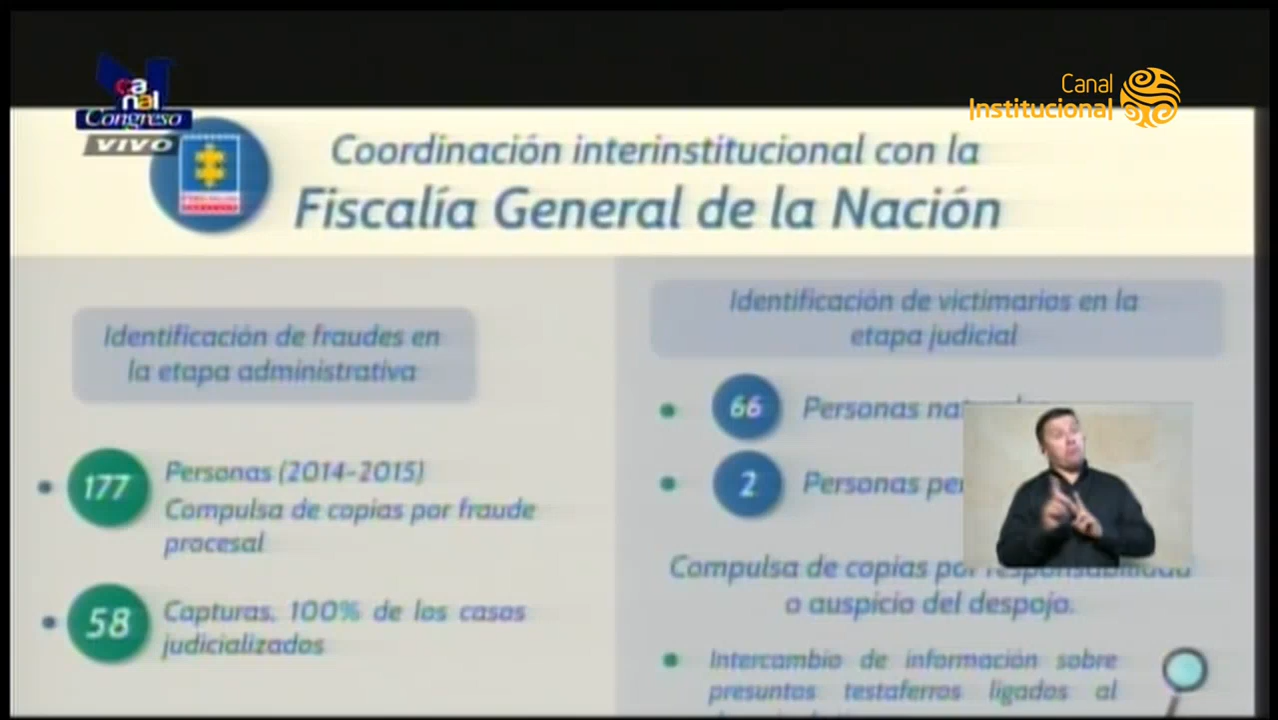 Canal
Congreso
VIVO
Canal
Institucional
Coordinación interinstitucional con la
Fiscalía General de la Nación
Identificación de fraudes en
la etapa administrativa
177
Personas (2014-2015)
Compulsa de copias por fraude
procesal
58
Capturas, 100% de los casos
judicializados
Identificación de victimarios en la
etapa judicial
66 Personas
2 Personas
Compulsa de copias por responsabilidad
o auspicio del despojo.
Intercambio de información sobre
presuntos testaferros ligados al